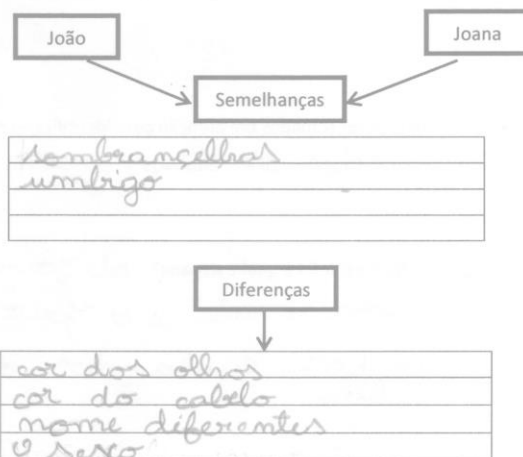 João
Joana
Semelhanças
sombrancelhas
umbigo
Diferenças
cor dos olhos
cor do cabelo
nome diferentes
o sexo